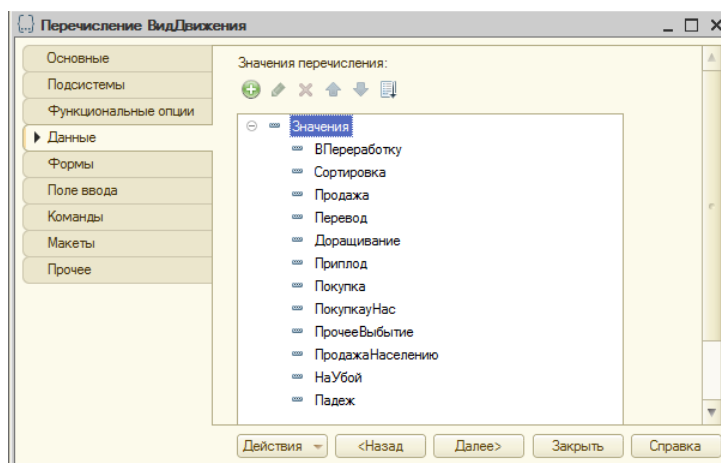 Перечисление ВидДвижения
Основные
Подсистемы
Функциональные опции
Данные
Формы
Поле ввода
Команды
Макеты
Прочее
Значения перечисления:
Значения
ВПереработку
Сортировка
Продажа
Перевод
Доращивание
Приплод
Покупка
ПокупкауНас
ПрочееВыбытие
ПродажаНаселению
НаУбой
Падеж
Действия
<Назад
Далее>
Закрыть
Справка